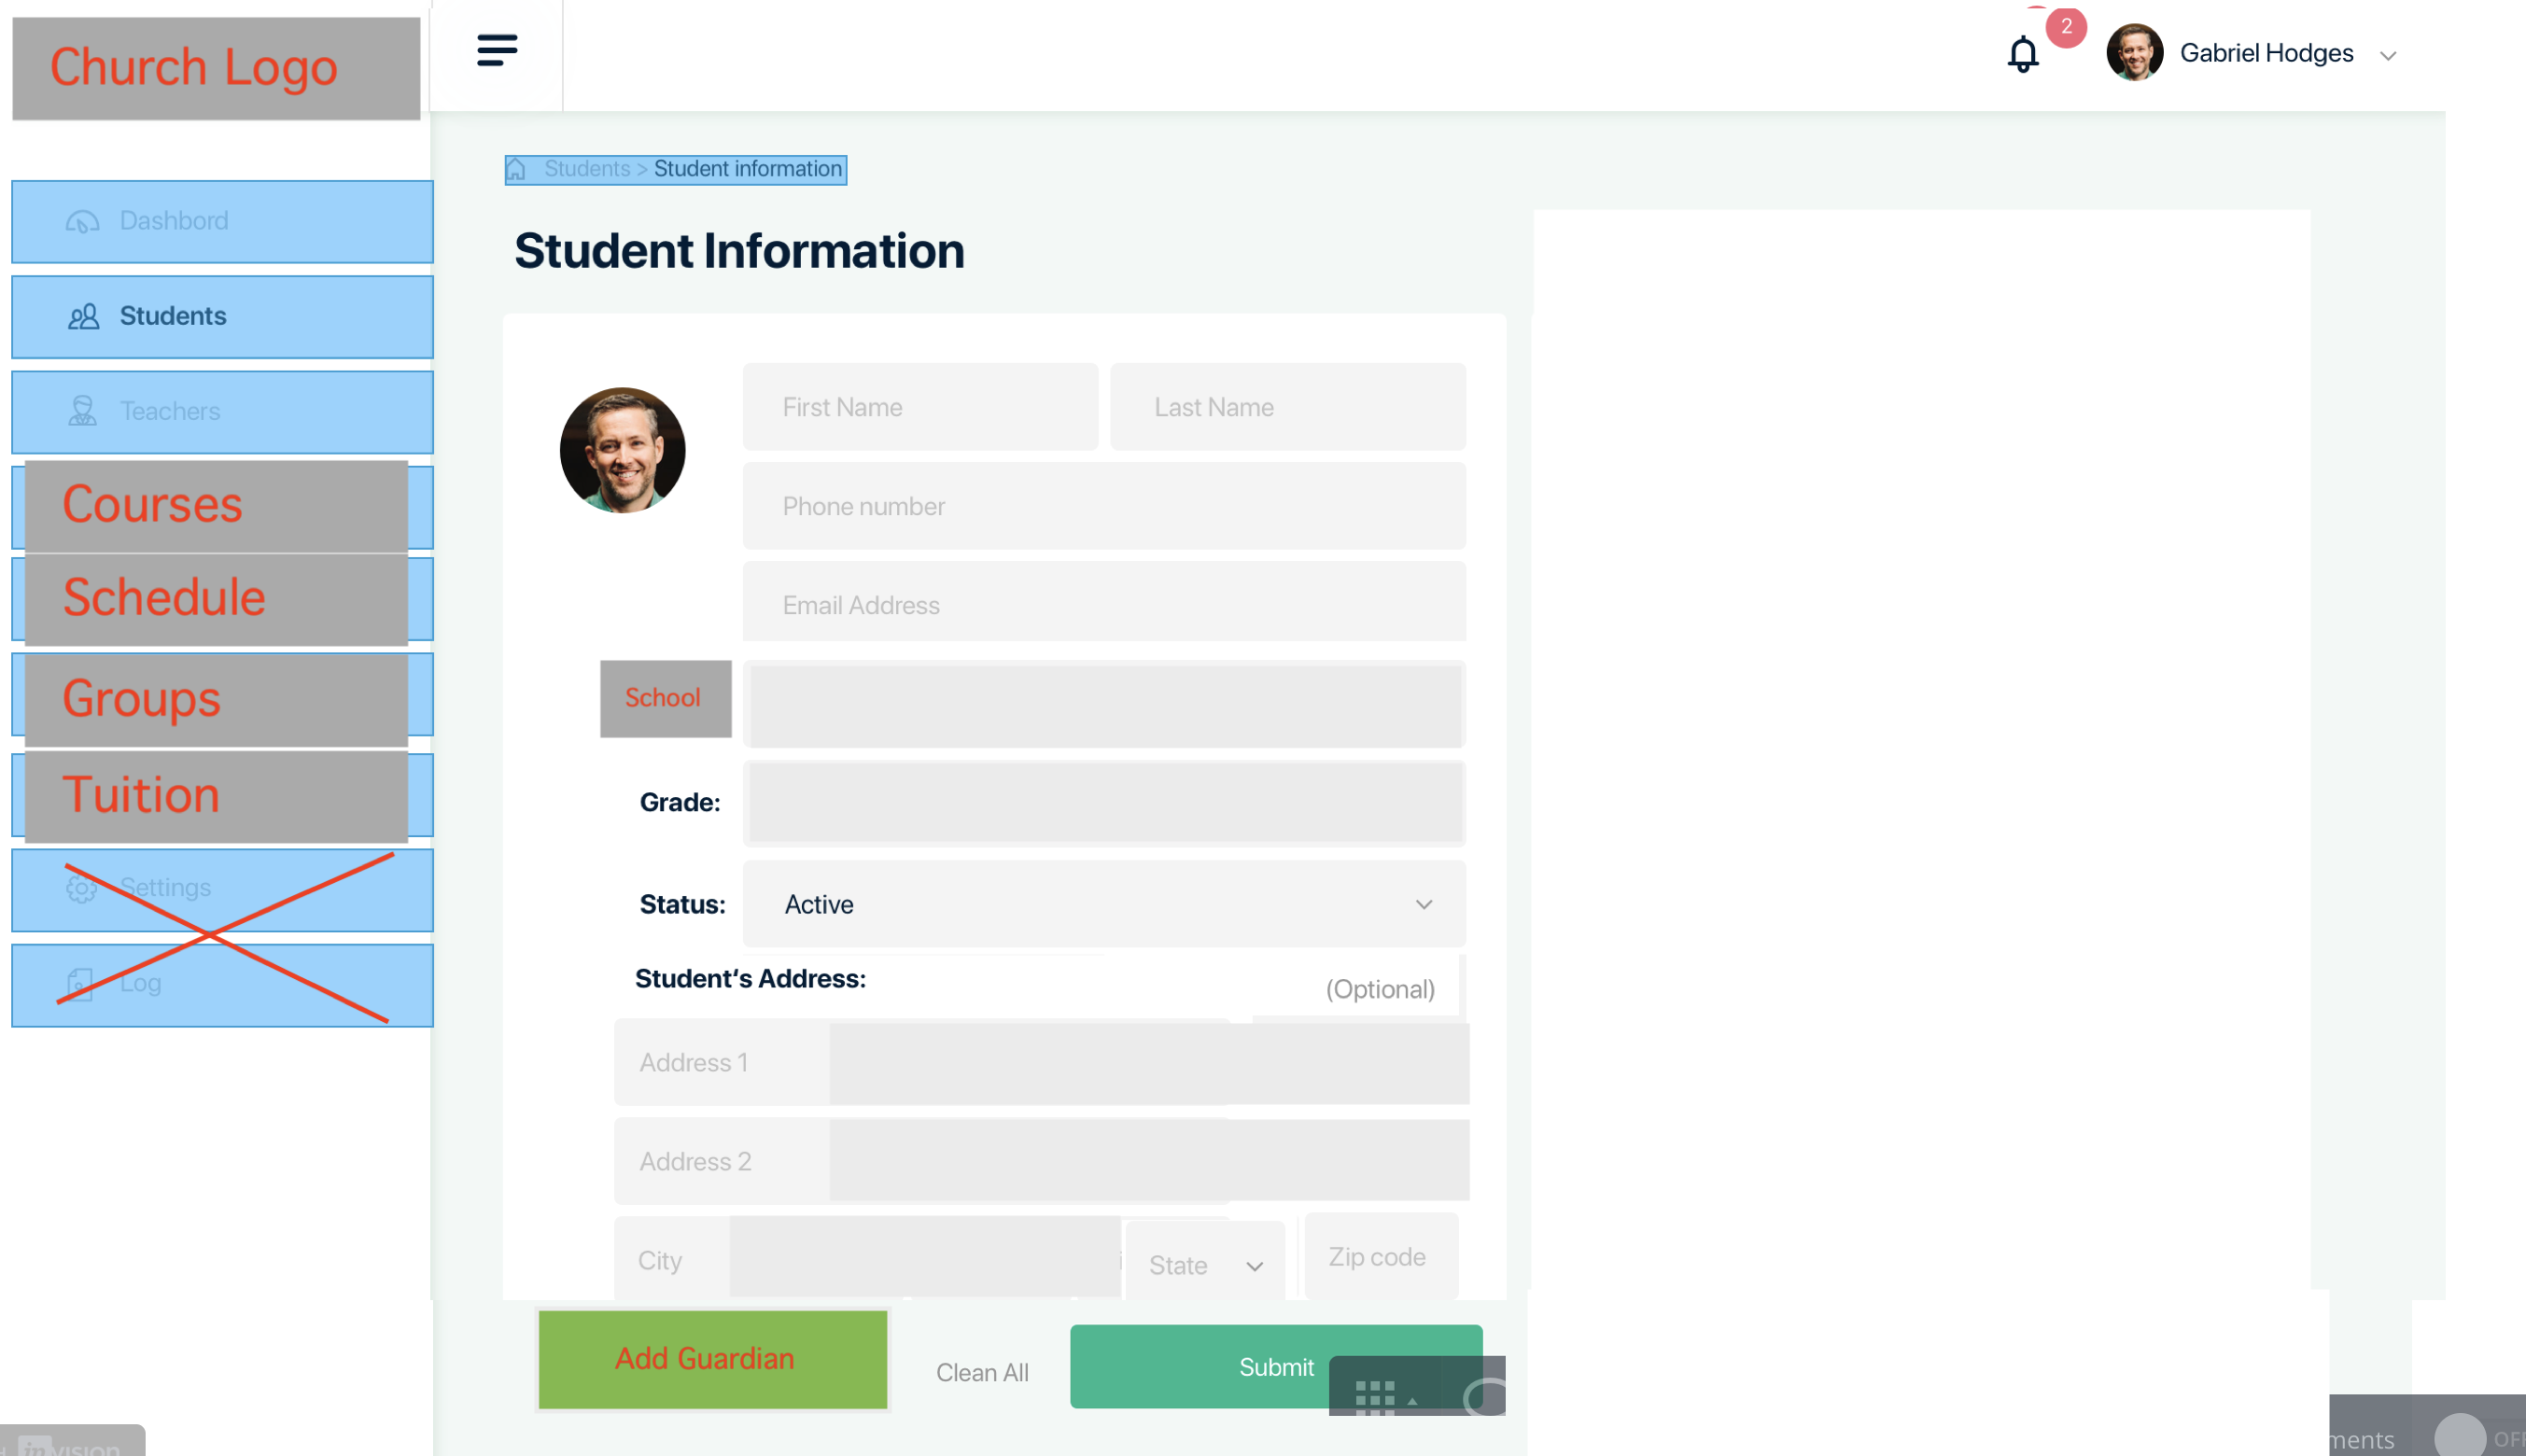 Church Logo
2
Gabriel Hodges
Students > Student information
Dashbord
Students
Teachers
Courses
Schedule
Groups
Tuition
Settings
Log
Student Information
First Name
Last Name
Phone number
Email Address
School
Grade:
Status:
Active
Student‘s Address:
(Optional)
Address 1
Address 2
City
State
Zip code
Add Guardian
Clean All
Submit
invision
ments
OFF